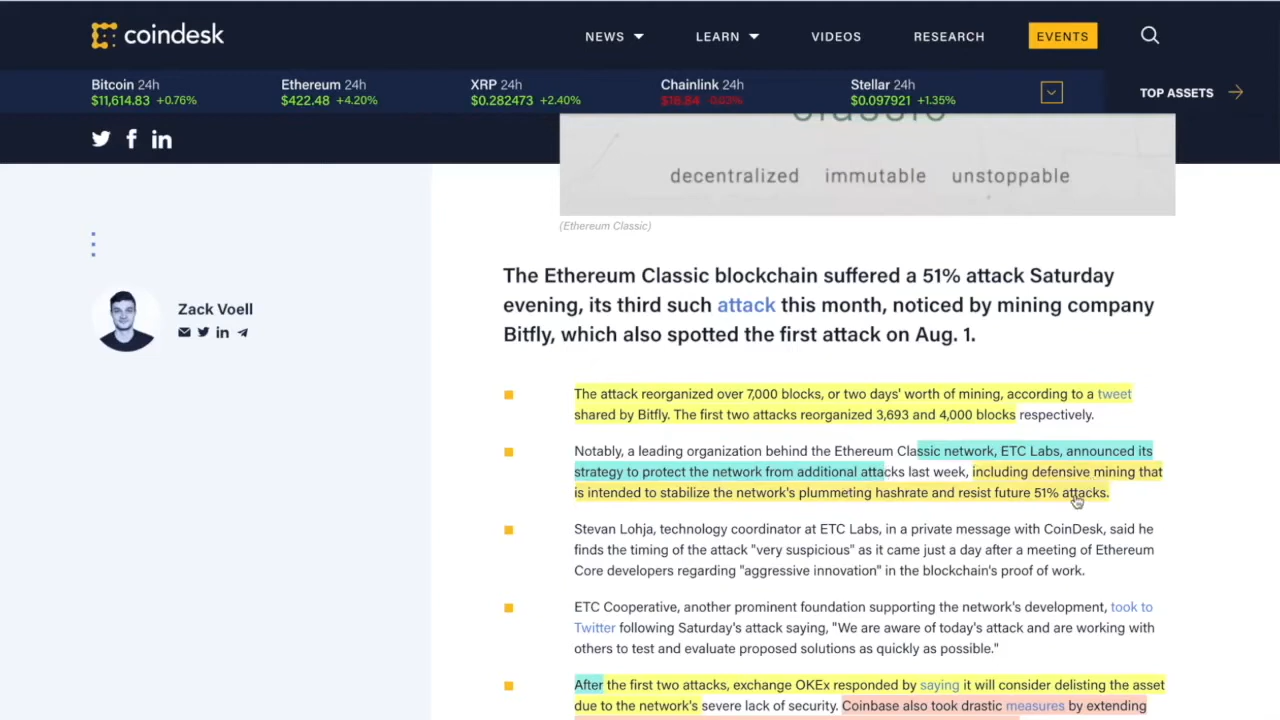 coindesk
NEWS LEARN VIDEOS RESEARCH EVENTS
Bitcoin 24h
$11,614.83 +0.76%
Ethereum 24h
$422.48 +4.20%
XRP 24h
$0.282473 +2.40%
Chainlink 24h
$16.84 0.03%
Stellar 24h
$0.097921 +1.35%
TOP ASSETS
classic
decentralized immutable unstoppable
(Ethereum Classic)
Zack Voell
The Ethereum Classic blockchain suffered a 51% attack Saturday
evening, its third such attack this month, noticed by mining company
Bitfly, which also spotted the first attack on Aug. 1.
The attack reorganized over 7,000 blocks, or two days' worth of mining, according to a tweet
shared by Bitfly. The first two attacks reorganized 3,693 and 4,000 blocks respectively.
Notably, a leading organization behind the Ethereum Classic network, ETC Labs, announced its
strategy to protect the network from additional attacks last week, including defensive mining that
is intended to stabilize the network's plummeting hashrate and resist future 51% attacks.
Stevan Lohja, technology coordinator at ETC Labs, in a private message with CoinDesk, said he
finds the timing of the attack "very suspicious" as it came just a day after a meeting of Ethereum
Core developers regarding "aggressive innovation" in the blockchain's proof of work.
ETC Cooperative, another prominent foundation supporting the network's development, took to
Twitter following Saturday's attack saying, "We are aware of today's attack and are working with
others to test and evaluate proposed solutions as quickly as possible."
After the first two attacks, exchange OKEx responded by saying it will consider delisting the asset
due to the network's severe lack of security. Coinbase also took drastic measures by extending